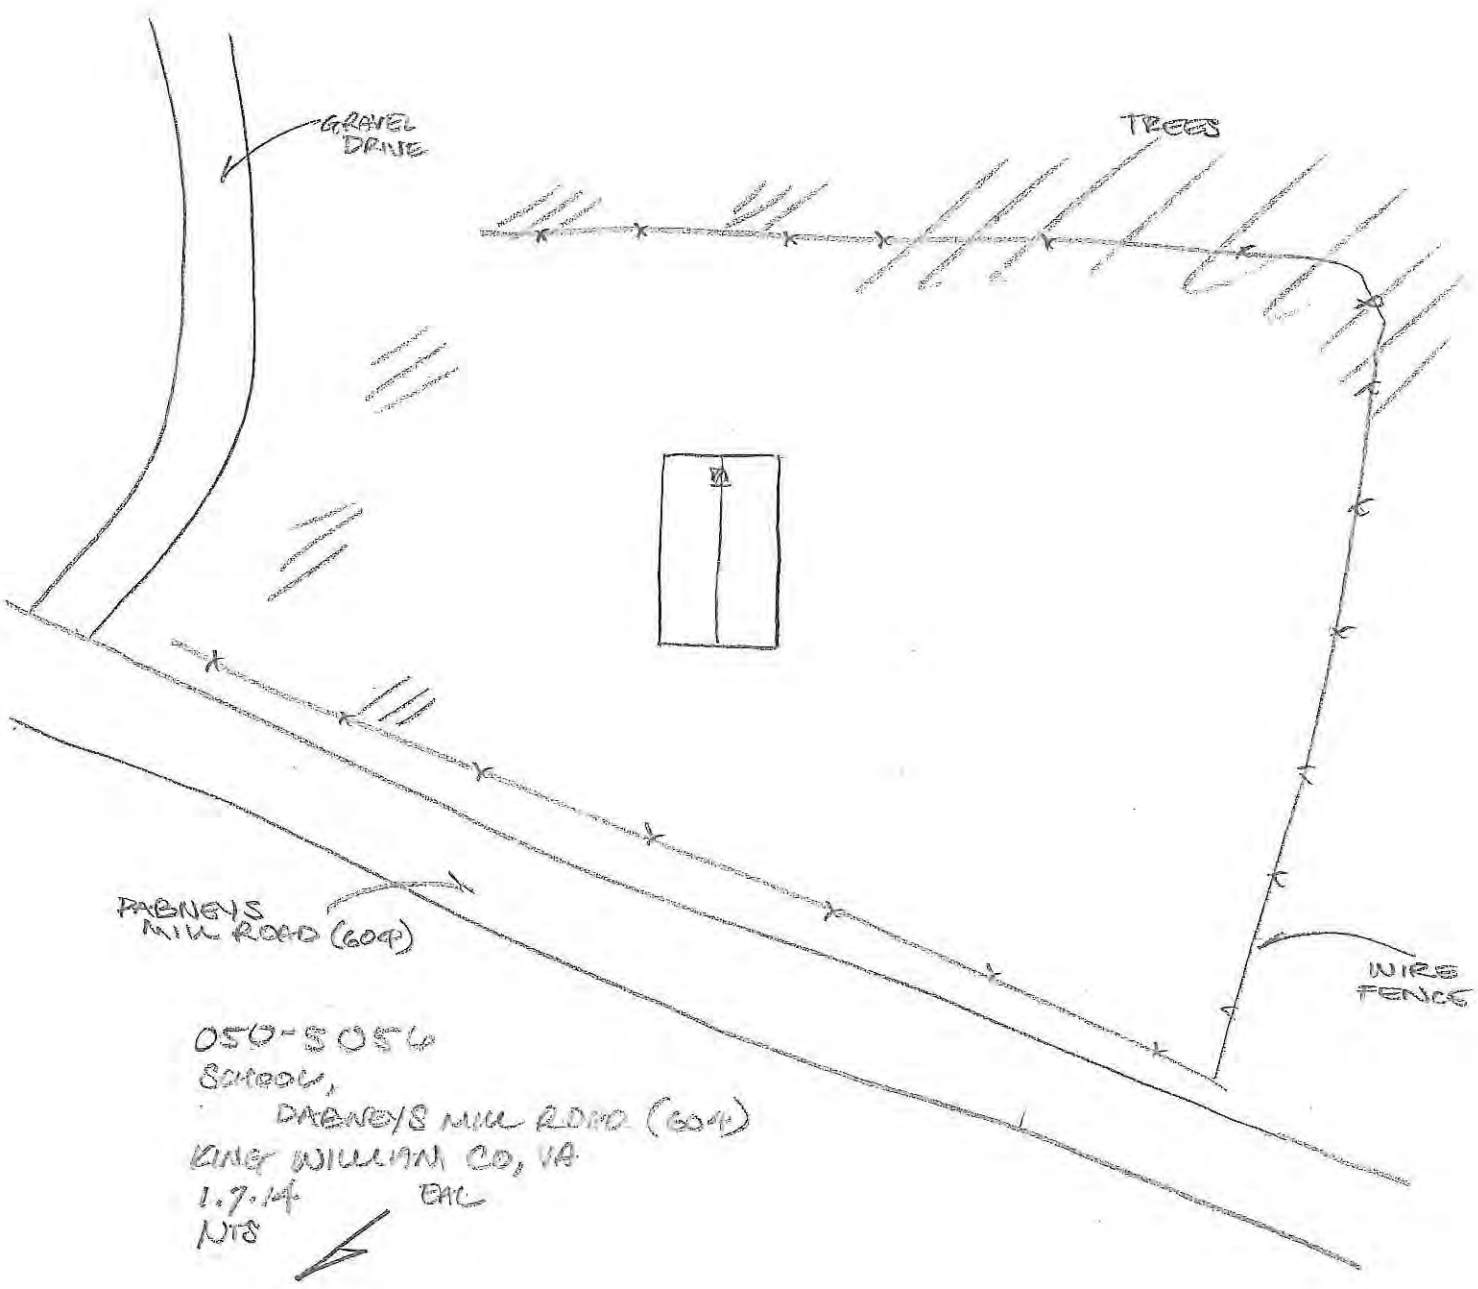 GRAVEL
DRIVE
TREES
DABNEYS
MILL ROAD (604)
WIRE
FENCE
050-5056
SCHOOL,
DABNEYS MILL ROAD (604)
KING WILLIAM CO, VA
1.7.14 EAL
NTS